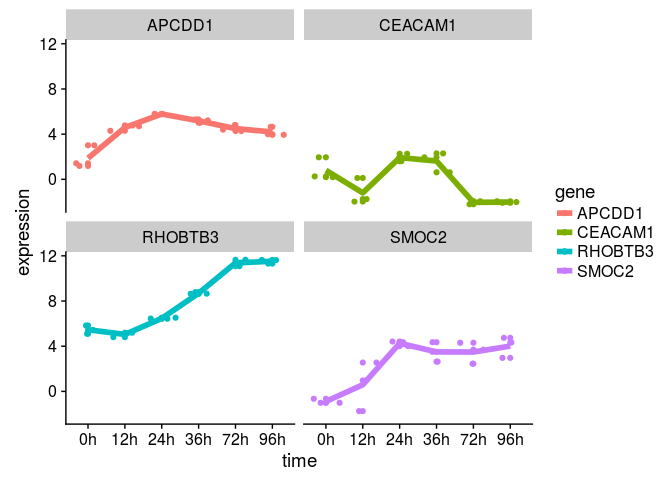 APCDD1 CEACAM1
12
8
4
0
expression
RHOBTB3 SMOC2
12
8
4
0
0h 12h 24h 36h 72h 96h 0h 12h 24h 36h 72h 96h
time
gene
APCDD1
CEACAM1
RHOBTB3
SMOC2